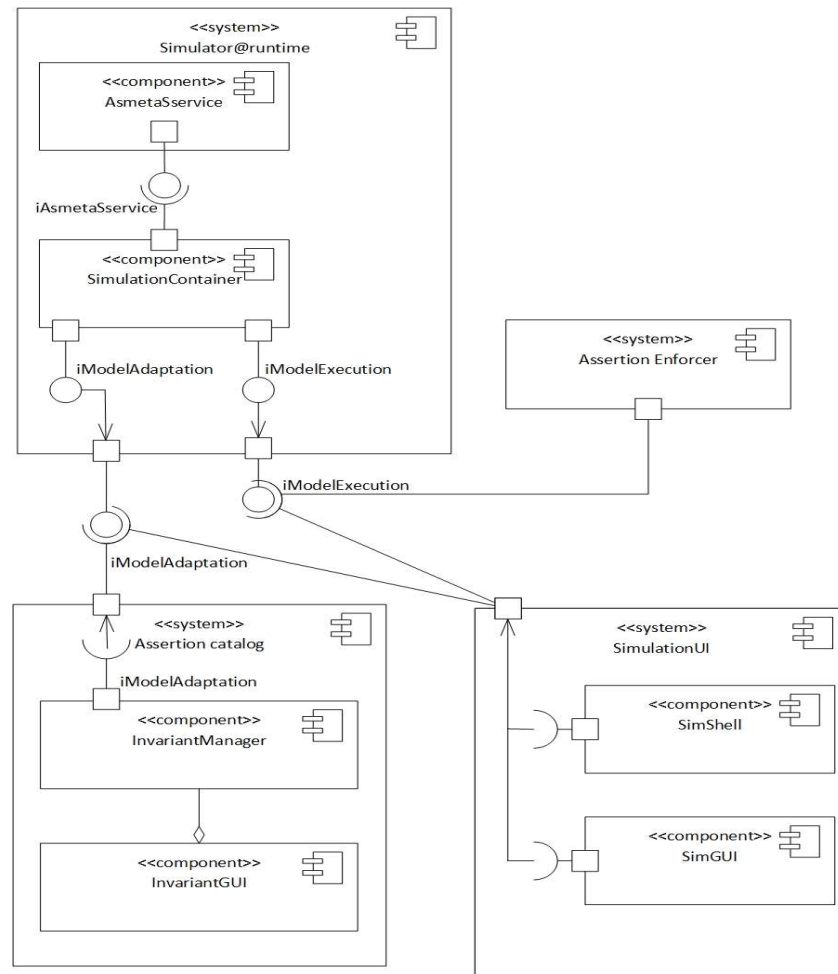 <<system>>
Simulator@runtime
<<component>>
AsmetaSservice
iAsmetaSservice
<<component>>
SimulationContainer
iModelAdaptation
iModelExecution
<<system>>
Assertion Enforcer
iModelExecution
iModelAdaptation
<<system>>
Assertion catalog
iModelAdaptation
<<component>>
InvariantManager
<<component>>
InvariantGUI
<<system>>
SimulationUI
<<component>>
SimShell
<<component>>
SimGUI